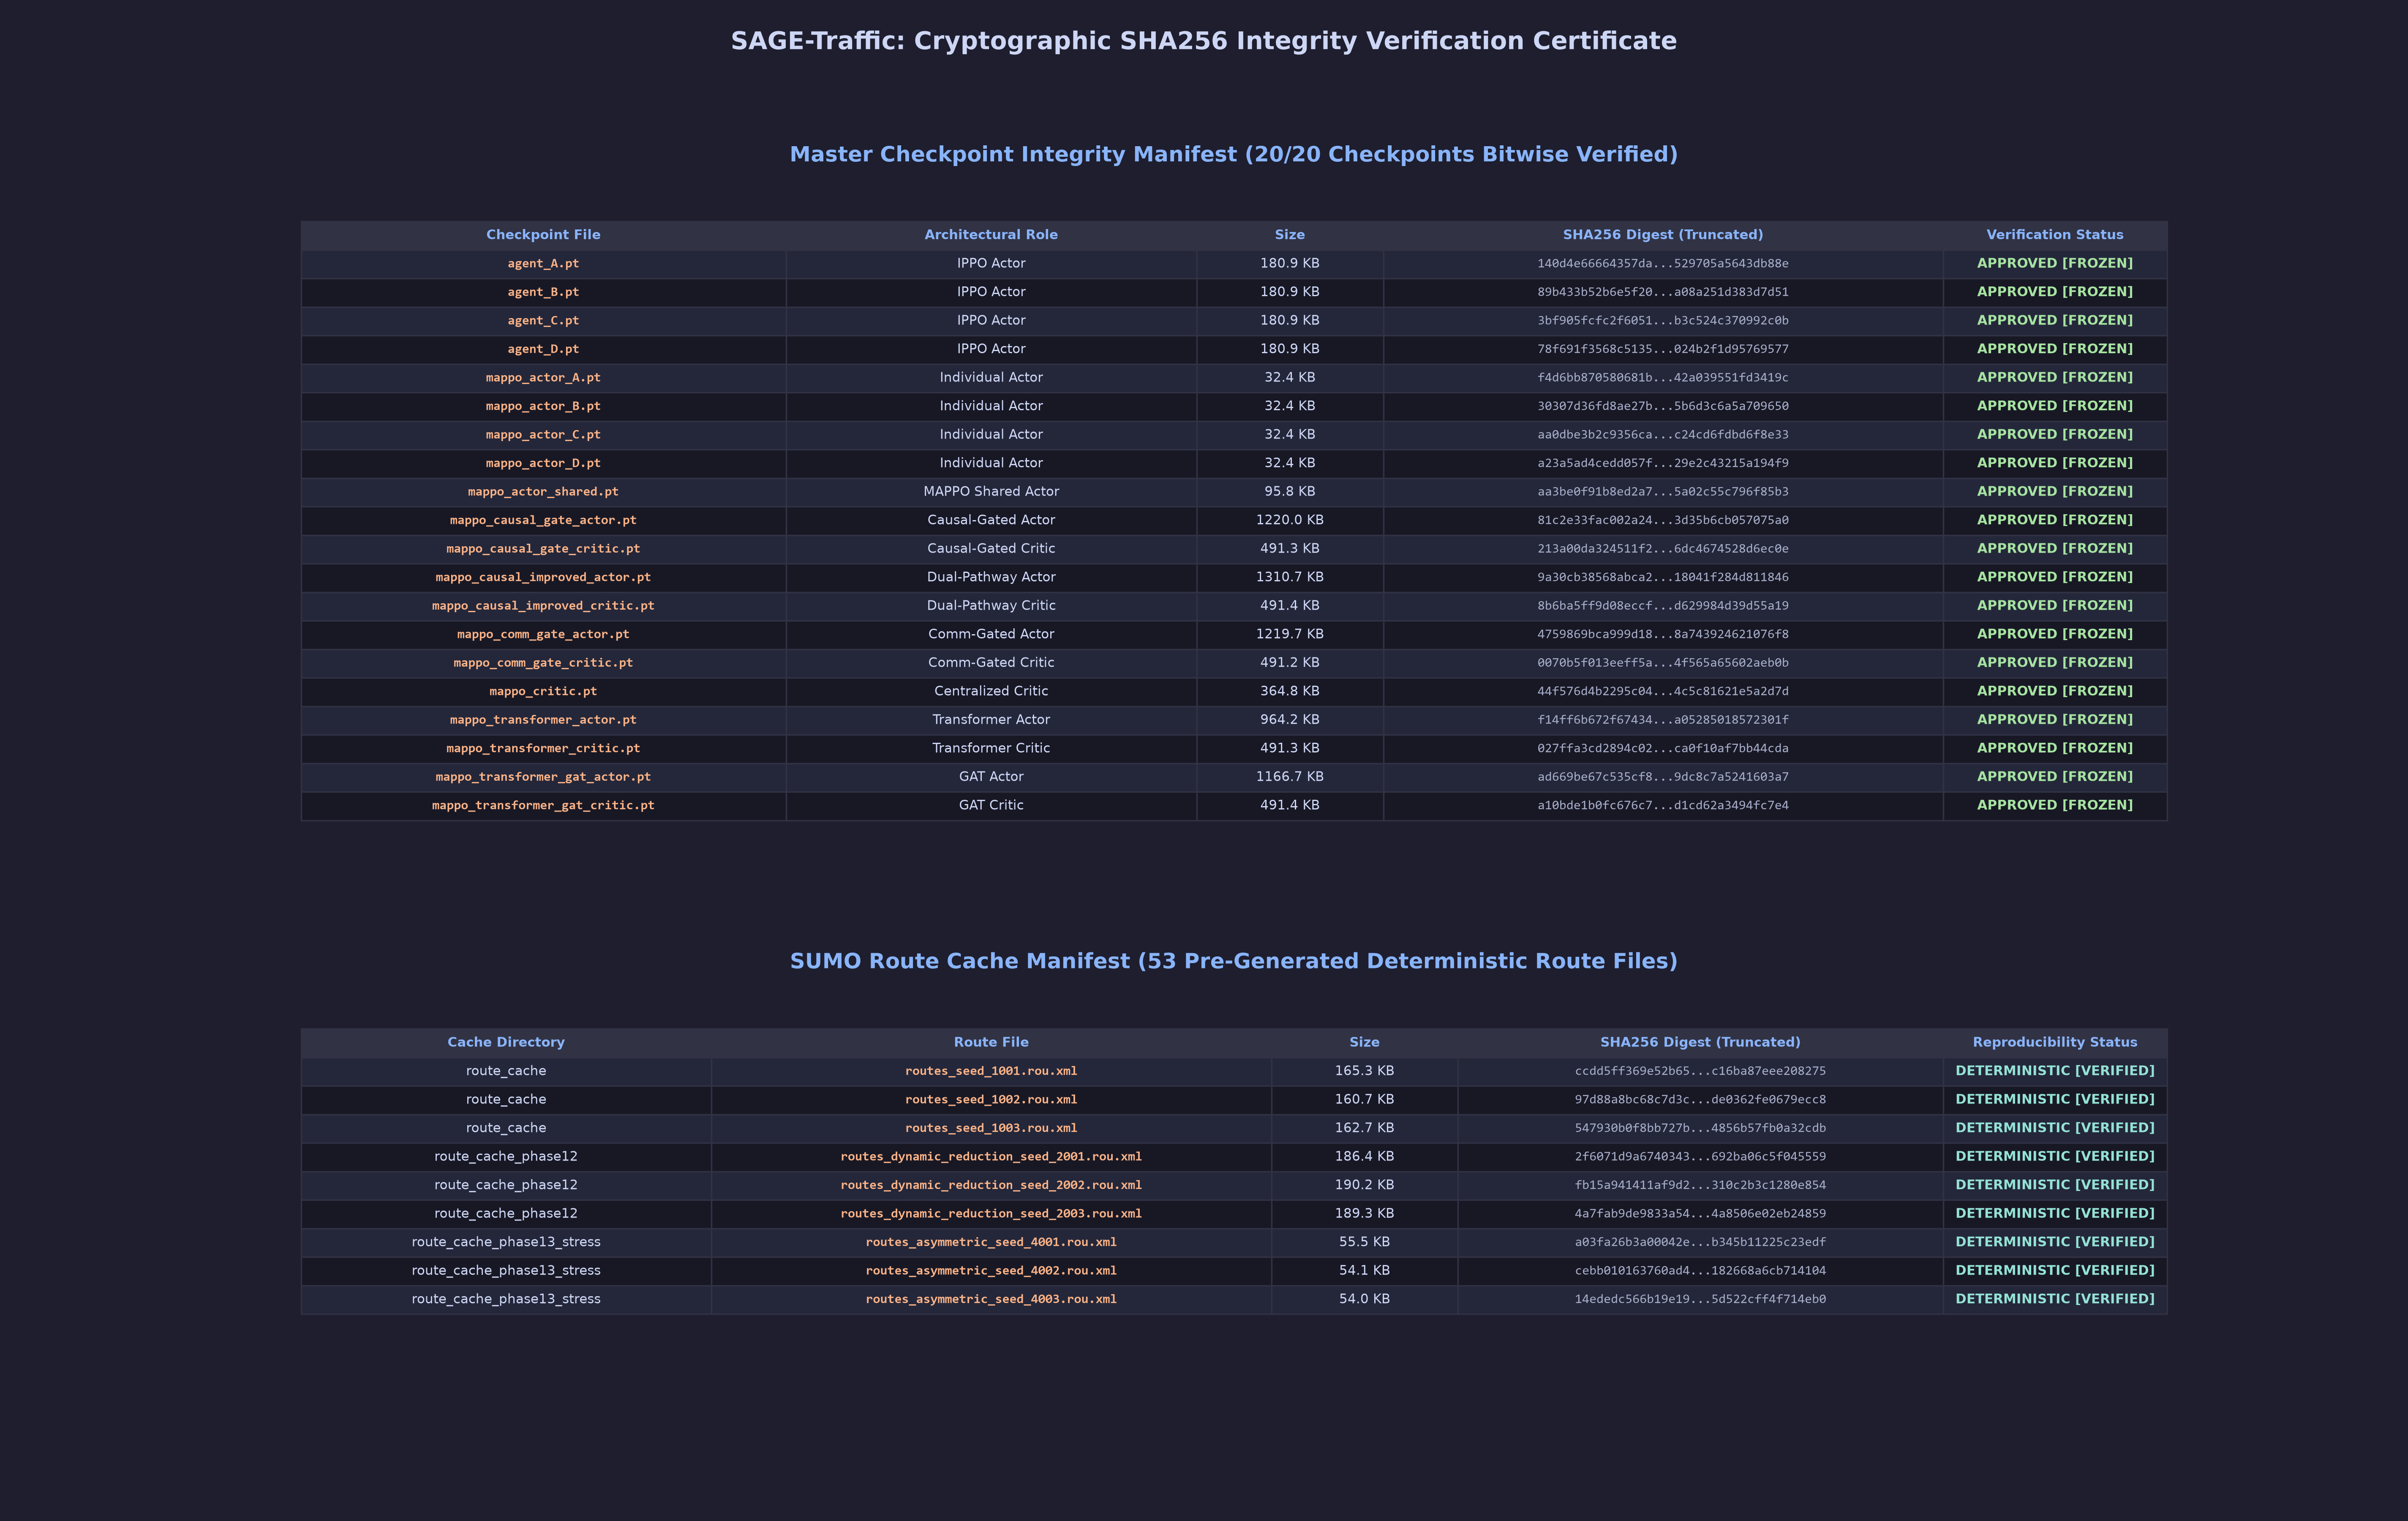 SAGE-Traffic: Cryptographic SHA256 Integrity Verification Certificate
Master Checkpoint Integrity Manifest (20/20 Checkpoints Bitwise Verified)
Checkpoint File Architectural Role Size SHA256 Digest (Truncated) Verification Status
agent_A.pt IPPO Actor 180.9 KB 140d4e66664357da...529705a5643db88e APPROVED [FROZEN]
agent_B.pt IPPO Actor 180.9 KB 89b433b52b6e5f20...a08a251d383d7d51 APPROVED [FROZEN]
agent_C.pt IPPO Actor 180.9 KB 3bf905fcfc2f6051...b3c524c370992c0b APPROVED [FROZEN]
agent_D.pt IPPO Actor 180.9 KB 78f691f3568c5135...024b2f1d95769577 APPROVED [FROZEN]
mappo_actor_A.pt Individual Actor 32.4 KB f4d6bb870580681b...42a039551fd3419c APPROVED [FROZEN]
mappo_actor_B.pt Individual Actor 32.4 KB 30307d36fd8ae27b...5b6d3c6a5a709650 APPROVED [FROZEN]
mappo_actor_C.pt Individual Actor 32.4 KB aa0dbe3b2c9356ca...c24cd6fdbd6f8e33 APPROVED [FROZEN]
mappo_actor_D.pt Individual Actor 32.4 KB a23a5ad4cedd057f...29e2c43215a194f9 APPROVED [FROZEN]
mappo_actor_shared.pt MAPPO Shared Actor 95.8 KB aa3be0f91b8ed2a7...5a02c55c796f85b3 APPROVED [FROZEN]
mappo_causal_gate_actor.pt Causal-Gated Actor 1220.0 KB 81c2e33fac002a24...3d35b6cb057075a0 APPROVED [FROZEN]
mappo_causal_gate_critic.pt Causal-Gated Critic 491.3 KB 213a00da324511f2...6dc4674528d6ec0e APPROVED [FROZEN]
mappo_causal_improved_actor.pt Dual-Pathway Actor 1310.7 KB 9a30cb38568abca2...18041f284d811846 APPROVED [FROZEN]
mappo_causal_improved_critic.pt Dual-Pathway Critic 491.4 KB 8b6ba5ff9d08eccf...d629984d39d55a19 APPROVED [FROZEN]
mappo_comm_gate_actor.pt Comm-Gated Actor 1219.7 KB 4759869bca999d18...8a743924621076f8 APPROVED [FROZEN]
mappo_comm_gate_critic.pt Comm-Gated Critic 491.2 KB 0070b5f013eeff5a...4f565a65602aeb0b APPROVED [FROZEN]
mappo_critic.pt Centralized Critic 364.8 KB 44f576d4b2295c04...4c5c81621e5a2d7d APPROVED [FROZEN]
mappo_transformer_actor.pt Transformer Actor 964.2 KB f14ff6b672f67434...a05285018572301f APPROVED [FROZEN]
mappo_transformer_critic.pt Transformer Critic 491.3 KB 027ffa3cd2894c02...ca0f10af7bb44cda APPROVED [FROZEN]
mappo_transformer_gat_actor.pt GAT Actor 1166.7 KB ad669be67c535cf8...9dc8c7a5241603a7 APPROVED [FROZEN]
mappo_transformer_gat_critic.pt GAT Critic 491.4 KB a10bde1b0fc676c7...d1cd62a3494fc7e4 APPROVED [FROZEN]
SUMO Route Cache Manifest (53 Pre-Generated Deterministic Route Files)
Cache Directory Route File Size SHA256 Digest (Truncated) Reproducibility Status
route_cache routes_seed_1001.rou.xml 165.3 KB ccdd5ff369e52b65...c16ba87eee208275 DETERMINISTIC [VERIFIED]
route_cache routes_seed_1002.rou.xml 160.7 KB 97d88a8bc68c7d3c...de0362fe0679ecc8 DETERMINISTIC [VERIFIED]
route_cache routes_seed_1003.rou.xml 162.7 KB 547930b0f8bb727b...4856b57fb0a32cdb DETERMINISTIC [VERIFIED]
route_cache_phase12 routes_dynamic_reduction_seed_2001.rou.xml 186.4 KB 2f6071d9a6740343...692ba06c5f045559 DETERMINISTIC [VERIFIED]
route_cache_phase12 routes_dynamic_reduction_seed_2002.rou.xml 190.2 KB fb15a941411af9d2...310c2b3c1280e854 DETERMINISTIC [VERIFIED]
route_cache_phase12 routes_dynamic_reduction_seed_2003.rou.xml 189.3 KB 4a7fab9de9833a54...4a8506e02eb24859 DETERMINISTIC [VERIFIED]
route_cache_phase13_stress routes_asymmetric_seed_4001.rou.xml 55.5 KB a03fa26b3a00042e...b345b11225c23edf DETERMINISTIC [VERIFIED]
route_cache_phase13_stress routes_asymmetric_seed_4002.rou.xml 54.1 KB cebb010163760ad4...182668a6cb714104 DETERMINISTIC [VERIFIED]
route_cache_phase13_stress routes_asymmetric_seed_4003.rou.xml 54.0 KB 14ededc566b19e19...5d522cff4f714eb0 DETERMINISTIC [VERIFIED]